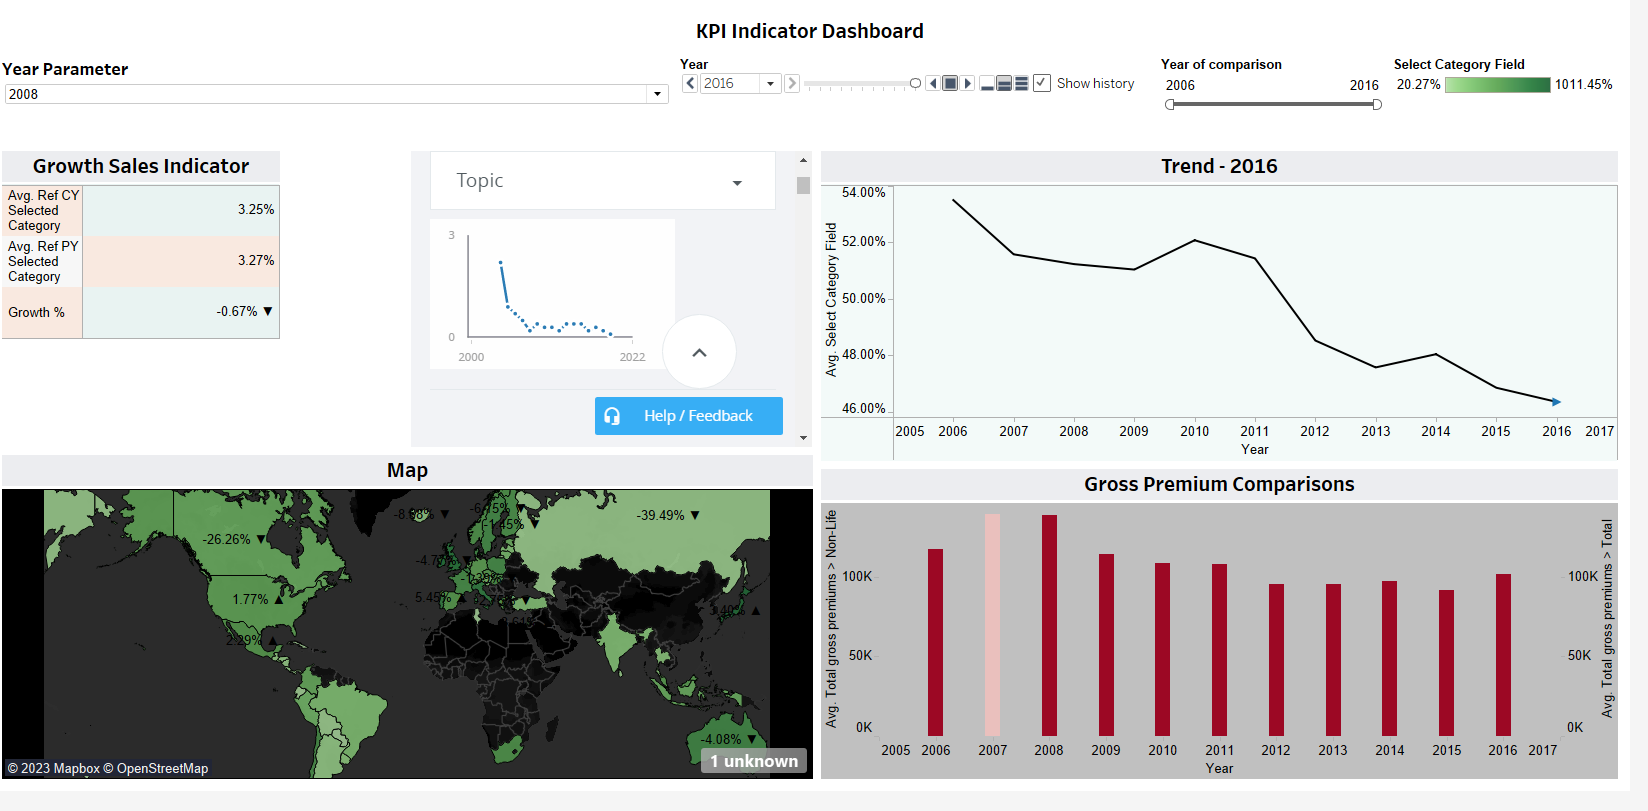 KPI Indicator Dashboard
Year Parameter
2008
Year
2016
Show history
Year of comparison
2006 2016
Select Category Field
20.27% 1011.45%
Growth Sales Indicator
Avg. Ref CY
Selected
Category
3.25%
Avg. Ref PY
Selected
Category
3.27%
Growth %
-0.67% ▼
Topic
3
0
2000 2022
Help / Feedback
Trend - 2016
Avg. Select Category Field
54.00%
52.00%
50.00%
48.00%
46.00%
2005 2006 2007 2008 2009 2010 2011 2012 2013 2014 2015 2016 2017
Year
Map
-39.49% ▼
-26.26% ▼
1.77% ▲
2.29% ▲
5.45%
-4.08% ▼
1 unknown
© 2023 Mapbox © OpenStreetMap
Gross Premium Comparisons
Avg. Total gross premiums > Non-Life
100K
50K
0K
2005 2006 2007 2008 2009 2010 2011 2012 2013 2014 2015 2016 2017
Year
100K
50K
0K
Avg. Total gross premiums > Total